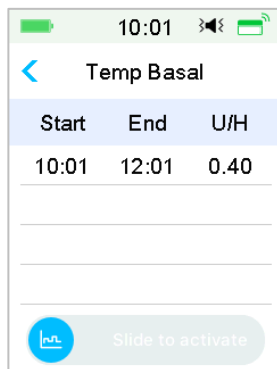 10:01
Temp Basal
Start End U/H
10:01 12:01 0.40
Slide to activate